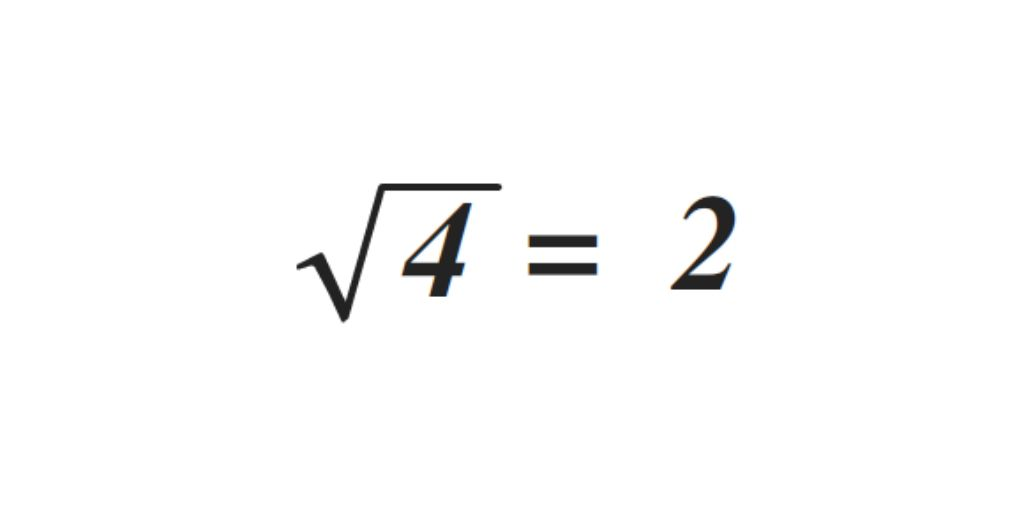 √4 = 2